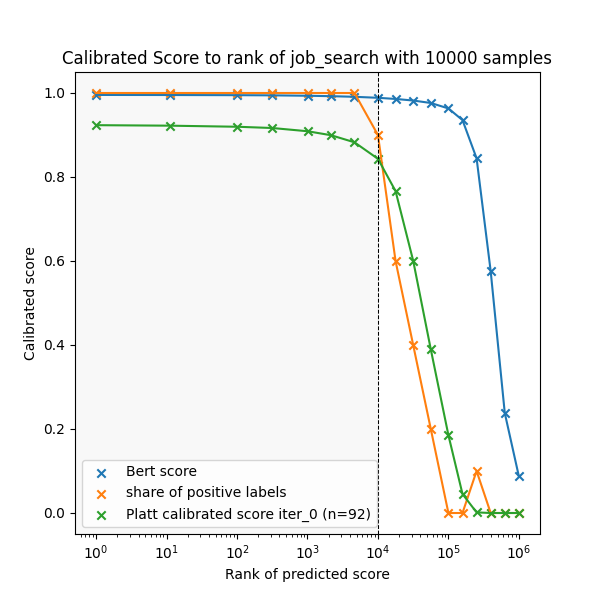 Calibrated Score to rank of job_search with 10000 samples
1.0
0.8
0.6
0.4
0.2
0.0
Calibrated score
Bert score
share of positive labels
Platt calibrated score iter_0 (n=92)
10^0 10^1 10^2 10^3 10^4 10^5 10^6
Rank of predicted score